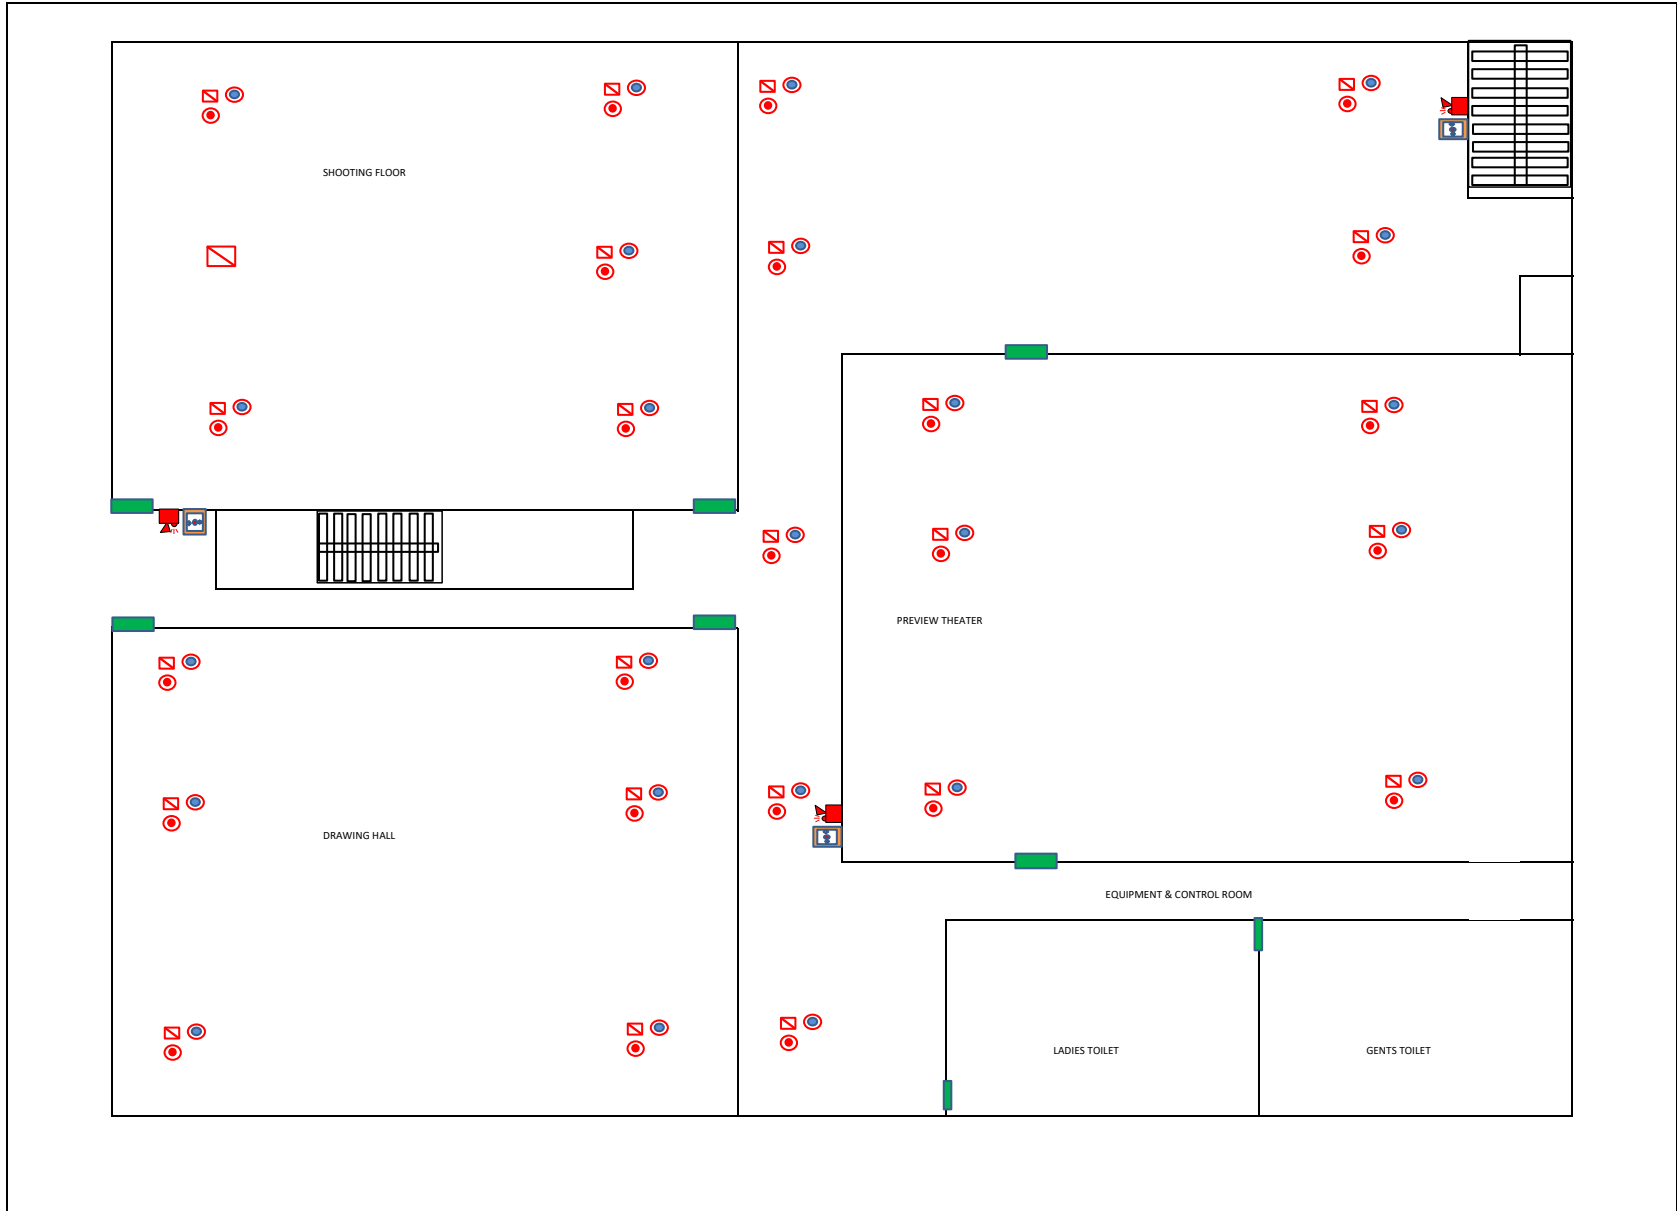 SHOOTING FLOOR
PREVIEW THEATER
DRAWING HALL
EQUIPMENT & CONTROL ROOM
LADIES TOILET
GENTS TOILET